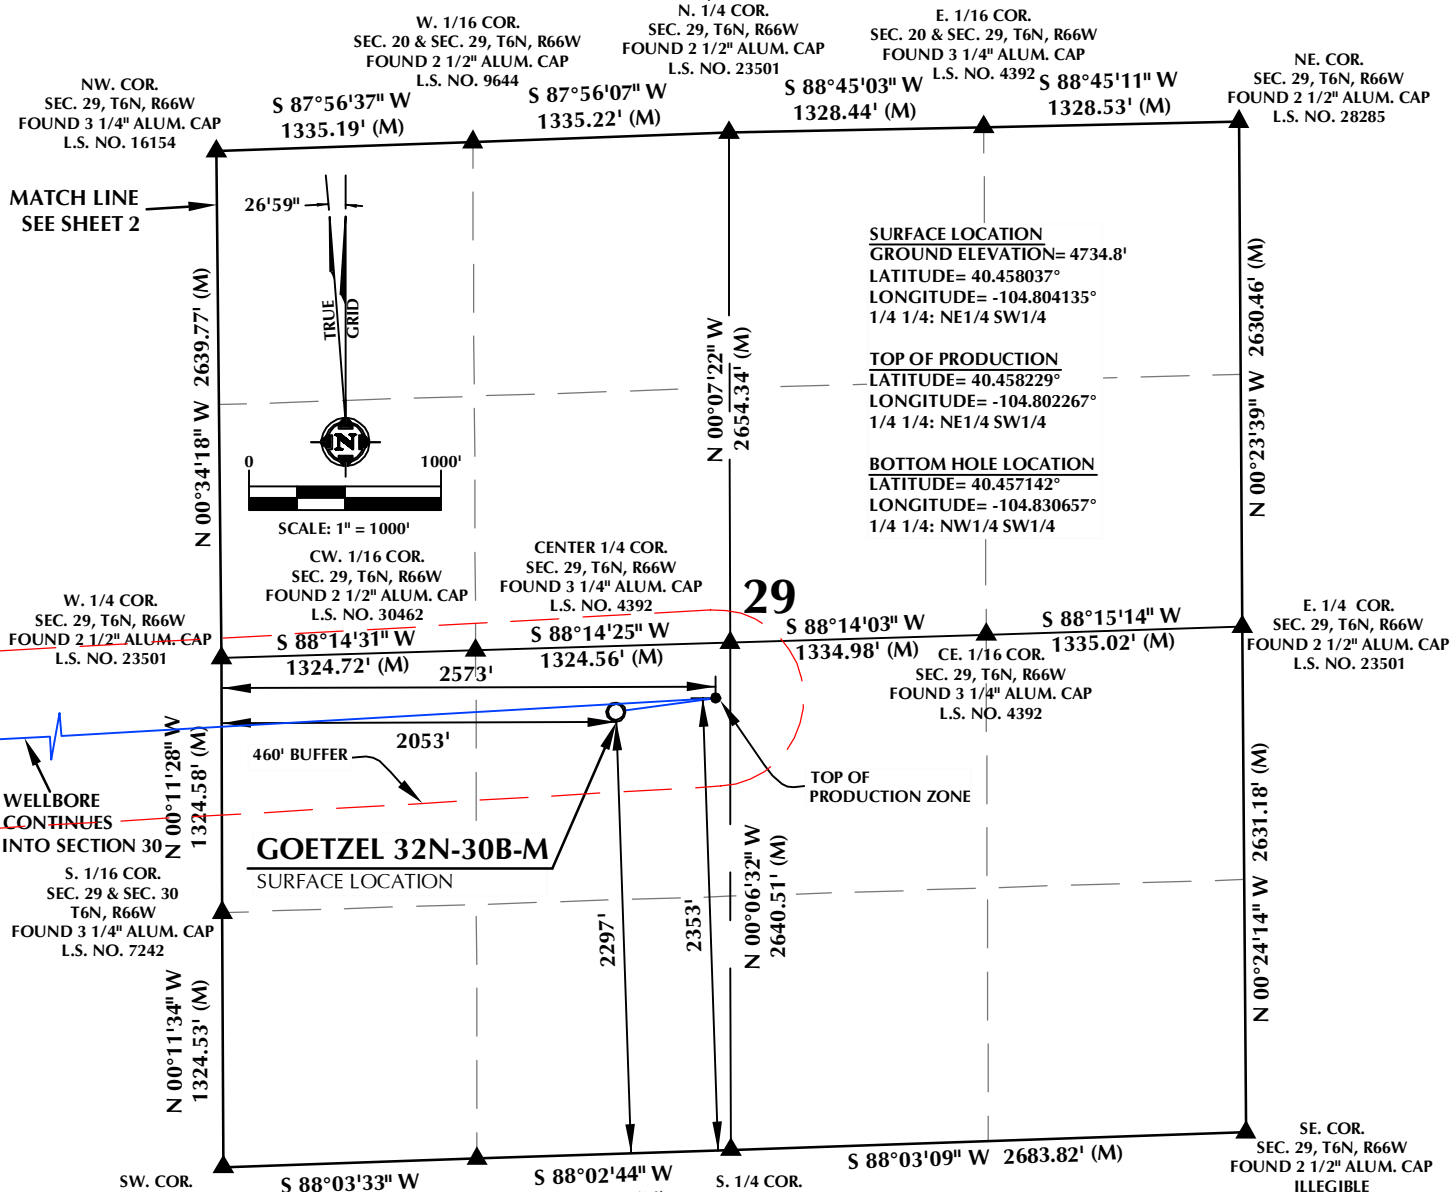 N. 1/4 COR.
SEC. 29, T6N, R66W
FOUND 2 1/2" ALUM. CAP
L.S. NO. 23501
W. 1/16 COR.
SEC. 20 & SEC. 29, T6N, R66W
FOUND 2 1/2" ALUM. CAP
L.S. NO. 9644
E. 1/16 COR.
SEC. 20 & SEC. 29, T6N, R66W
FOUND 3 1/4" ALUM. CAP
L.S. NO. 4392
NW. COR.
SEC. 29, T6N, R66W
FOUND 3 1/4" ALUM. CAP
L.S. NO. 16154
NE. COR.
SEC. 29, T6N, R66W
FOUND 2 1/2" ALUM. CAP
L.S. NO. 28285
S 87°56'37" W
1335.19' (M)
S 87°56'07" W
1335.22' (M)
S 88°45'03" W
1328.44' (M)
S 88°45'11" W
1328.53' (M)
MATCH LINE
SEE SHEET 2
26'59"
TRUE
GRID
N
0 1000'
SCALE: 1" = 1000'
N 00°34'18" W 2639.77' (M)
N 00°07'22" W
2654.34' (M)
N 00°23'39" W 2630.46' (M)
SURFACE LOCATION
GROUND ELEVATION= 4734.8'
LATITUDE= 40.458037°
LONGITUDE= -104.804135°
1/4 1/4: NE1/4 SW1/4
TOP OF PRODUCTION
LATITUDE= 40.458229°
LONGITUDE= -104.802267°
1/4 1/4: NE1/4 SW1/4
BOTTOM HOLE LOCATION
LATITUDE= 40.457142°
LONGITUDE= -104.830657°
1/4 1/4: NW1/4 SW1/4
CW. 1/16 COR.
SEC. 29, T6N, R66W
FOUND 2 1/2" ALUM. CAP
L.S. NO. 30462
CENTER 1/4 COR.
SEC. 29, T6N, R66W
FOUND 3 1/4" ALUM. CAP
L.S. NO. 4392
29
W. 1/4 COR.
SEC. 29, T6N, R66W
FOUND 2 1/2" ALUM. CAP
L.S. NO. 23501
E. 1/4 COR.
SEC. 29, T6N, R66W
FOUND 2 1/2" ALUM. CAP
L.S. NO. 23501
S 88°14'31" W
1324.72' (M)
S 88°14'25" W
1324.56' (M)
S 88°14'03" W
1334.98' (M)
S 88°15'14" W
1335.02' (M)
CE. 1/16 COR.
SEC. 29, T6N, R66W
FOUND 3 1/4" ALUM. CAP
L.S. NO. 4392
2573'
2053'
460' BUFFER
TOP OF
PRODUCTION ZONE
WELLBORE
CONTINUES
INTO SECTION 30
N 00°11'28" W
1324.58' (M)
GOETZEL 32N-30B-M
SURFACE LOCATION
S. 1/16 COR.
SEC. 29 & SEC. 30
T6N, R66W
FOUND 3 1/4" ALUM. CAP
L.S. NO. 7242
2297'
2353'
N 00°06'32" W
2640.51' (M)
N 00°24'14" W 2631.18' (M)
N 00°11'34" W
1324.53' (M)
SW. COR.
S 88°03'33" W
S 88°02'44" W
S. 1/4 COR.
S 88°03'09" W 2683.82' (M)
SE. COR.
SEC. 29, T6N, R66W
FOUND 2 1/2" ALUM. CAP
ILLEGIBLE